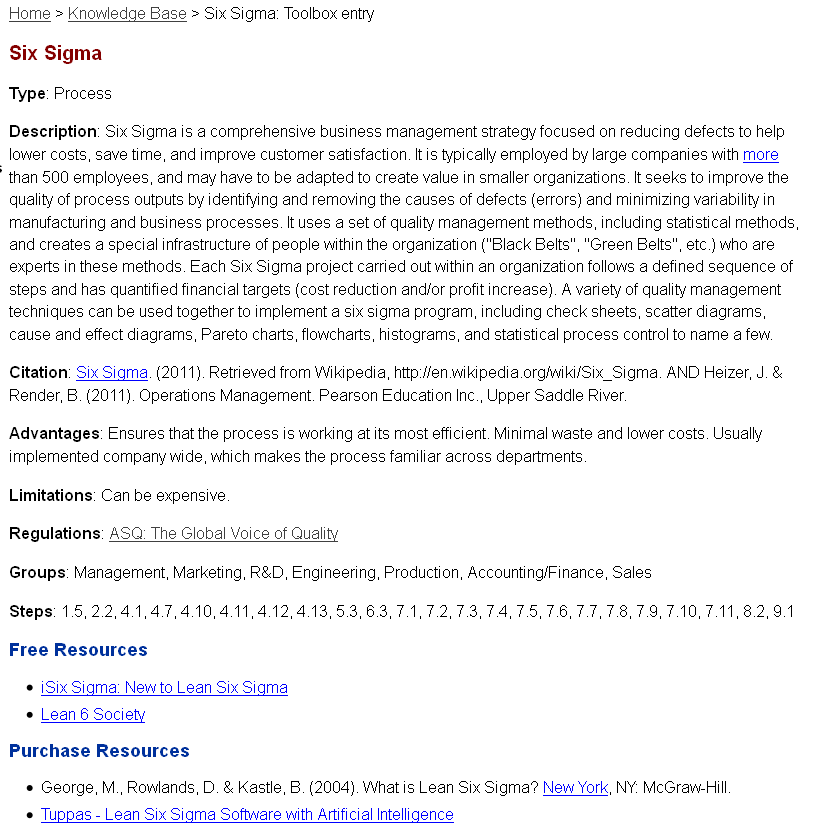 Home > Knowledge Base > Six Sigma: Toolbox entry
Six Sigma
Type: Process
Description: Six Sigma is a comprehensive business management strategy focused on reducing defects to help
lower costs, save time, and improve customer satisfaction. It is typically employed by large companies with more
than 500 employees, and may have to be adapted to create value in smaller organizations. It seeks to improve the
quality of process outputs by identifying and removing the causes of defects (errors) and minimizing variability in
manufacturing and business processes. It uses a set of quality management methods, including statistical methods,
and creates a special infrastructure of people within the organization ("Black Belts", "Green Belts", etc.) who are
experts in these methods. Each Six Sigma project carried out within an organization follows a defined sequence of
steps and has quantified financial targets (cost reduction and/or profit increase). A variety of quality management
techniques can be used together to implement a six sigma program, including check sheets, scatter diagrams,
cause and effect diagrams, Pareto charts, flowcharts, histograms, and statistical process control to name a few.
Citation: Six Sigma. (2011). Retrieved from Wikipedia, http://en.wikipedia.org/wiki/Six_Sigma. AND Heizer, J. &
Render, B. (2011). Operations Management. Pearson Education Inc., Upper Saddle River.
Advantages: Ensures that the process is working at its most efficient. Minimal waste and lower costs. Usually
implemented company wide, which makes the process familiar across departments.
Limitations: Can be expensive.
Regulations: ASQ: The Global Voice of Quality
Groups: Management, Marketing, R&D, Engineering, Production, Accounting/Finance, Sales
Steps: 1.5, 2.2, 4.1, 4.7, 4.10, 4.11, 4.12, 4.13, 5.3, 6.3, 7.1, 7.2, 7.3, 7.4, 7.5, 7.6, 7.7, 7.8, 7.9, 7.10, 7.11, 8.2, 9.1
Free Resources
• iSix Sigma: New to Lean Six Sigma
• Lean 6 Society
Purchase Resources
• George, M., Rowlands, D. & Kastle, B. (2004). What is Lean Six Sigma? New York, NY: McGraw-Hill.
• Tuppas - Lean Six Sigma Software with Artificial Intelligence